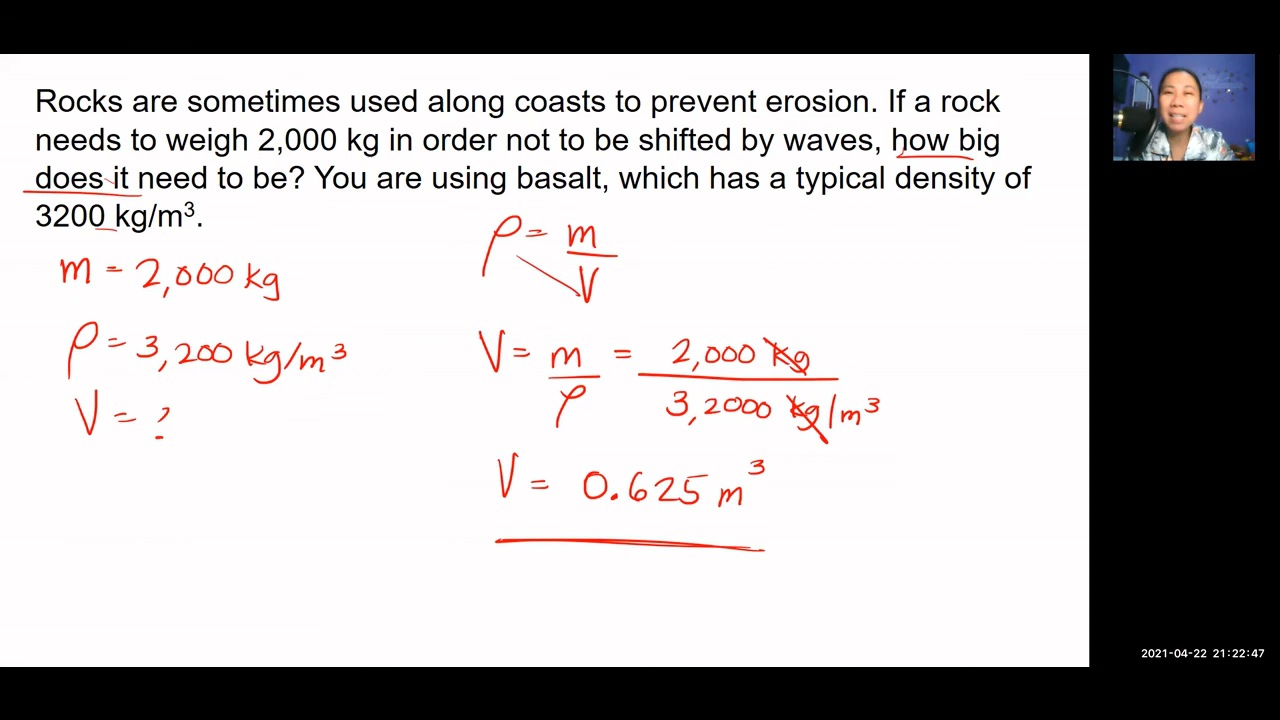 Rocks are sometimes used along coasts to prevent erosion. If a rock
needs to weigh 2,000 kg in order not to be shifted by waves, how big
does it need to be? You are using basalt, which has a typical density of
3200 kg/m³.
m = 2,000 kg
ρ = 3,200 kg/m³
V = ?
ρ = m
V
V = m = 2,000 kg
ρ 3,2000 kg/m³
V = 0.625 m³
2021-04-22 21:22:47